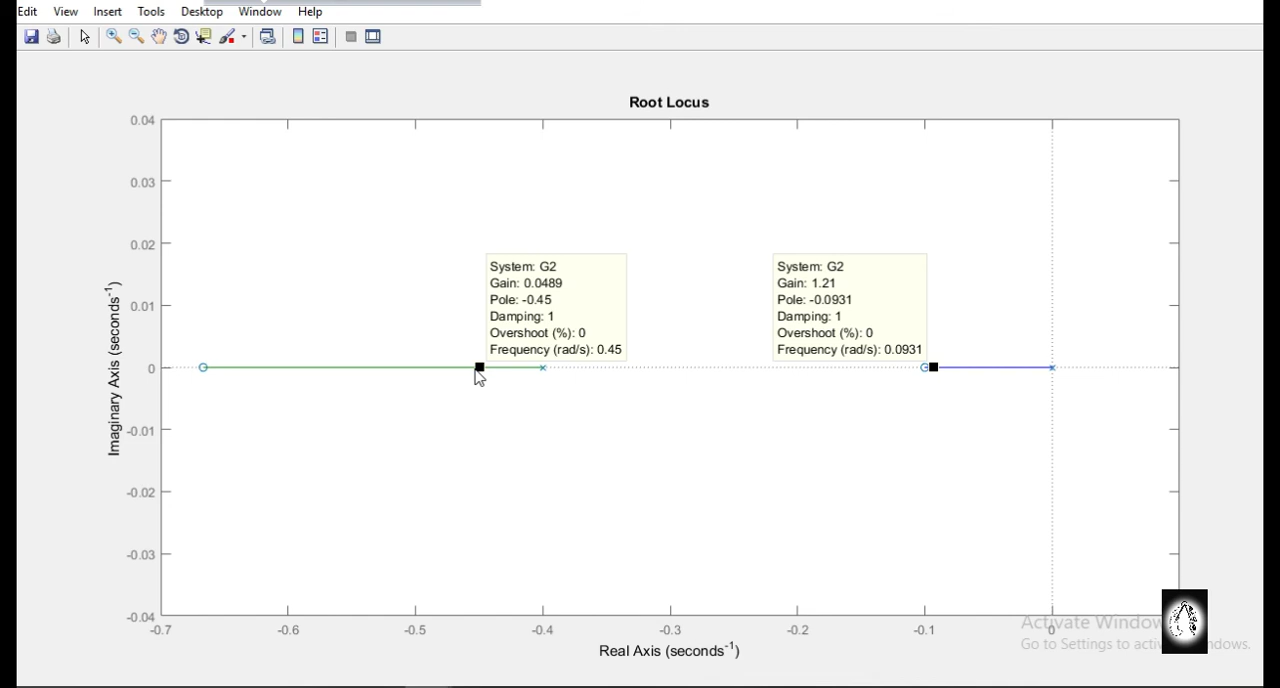 Edit View Insert Tools Desktop Window Help
Root Locus
0.04
0.03
0.02
0.01
0
-0.01
-0.02
-0.03
-0.04
Imaginary Axis (seconds-1)
System: G2
Gain: 0.0489
Pole: -0.45
Damping: 1
Overshoot (%): 0
Frequency (rad/s): 0.45
System: G2
Gain: 1.21
Pole: -0.0931
Damping: 1
Overshoot (%): 0
Frequency (rad/s): 0.0931
-0.7 -0.6 -0.5 -0.4 -0.3 -0.2 -0.1 0
Real Axis (seconds-1)
Activate Window
Go to Settings to activ ndows.